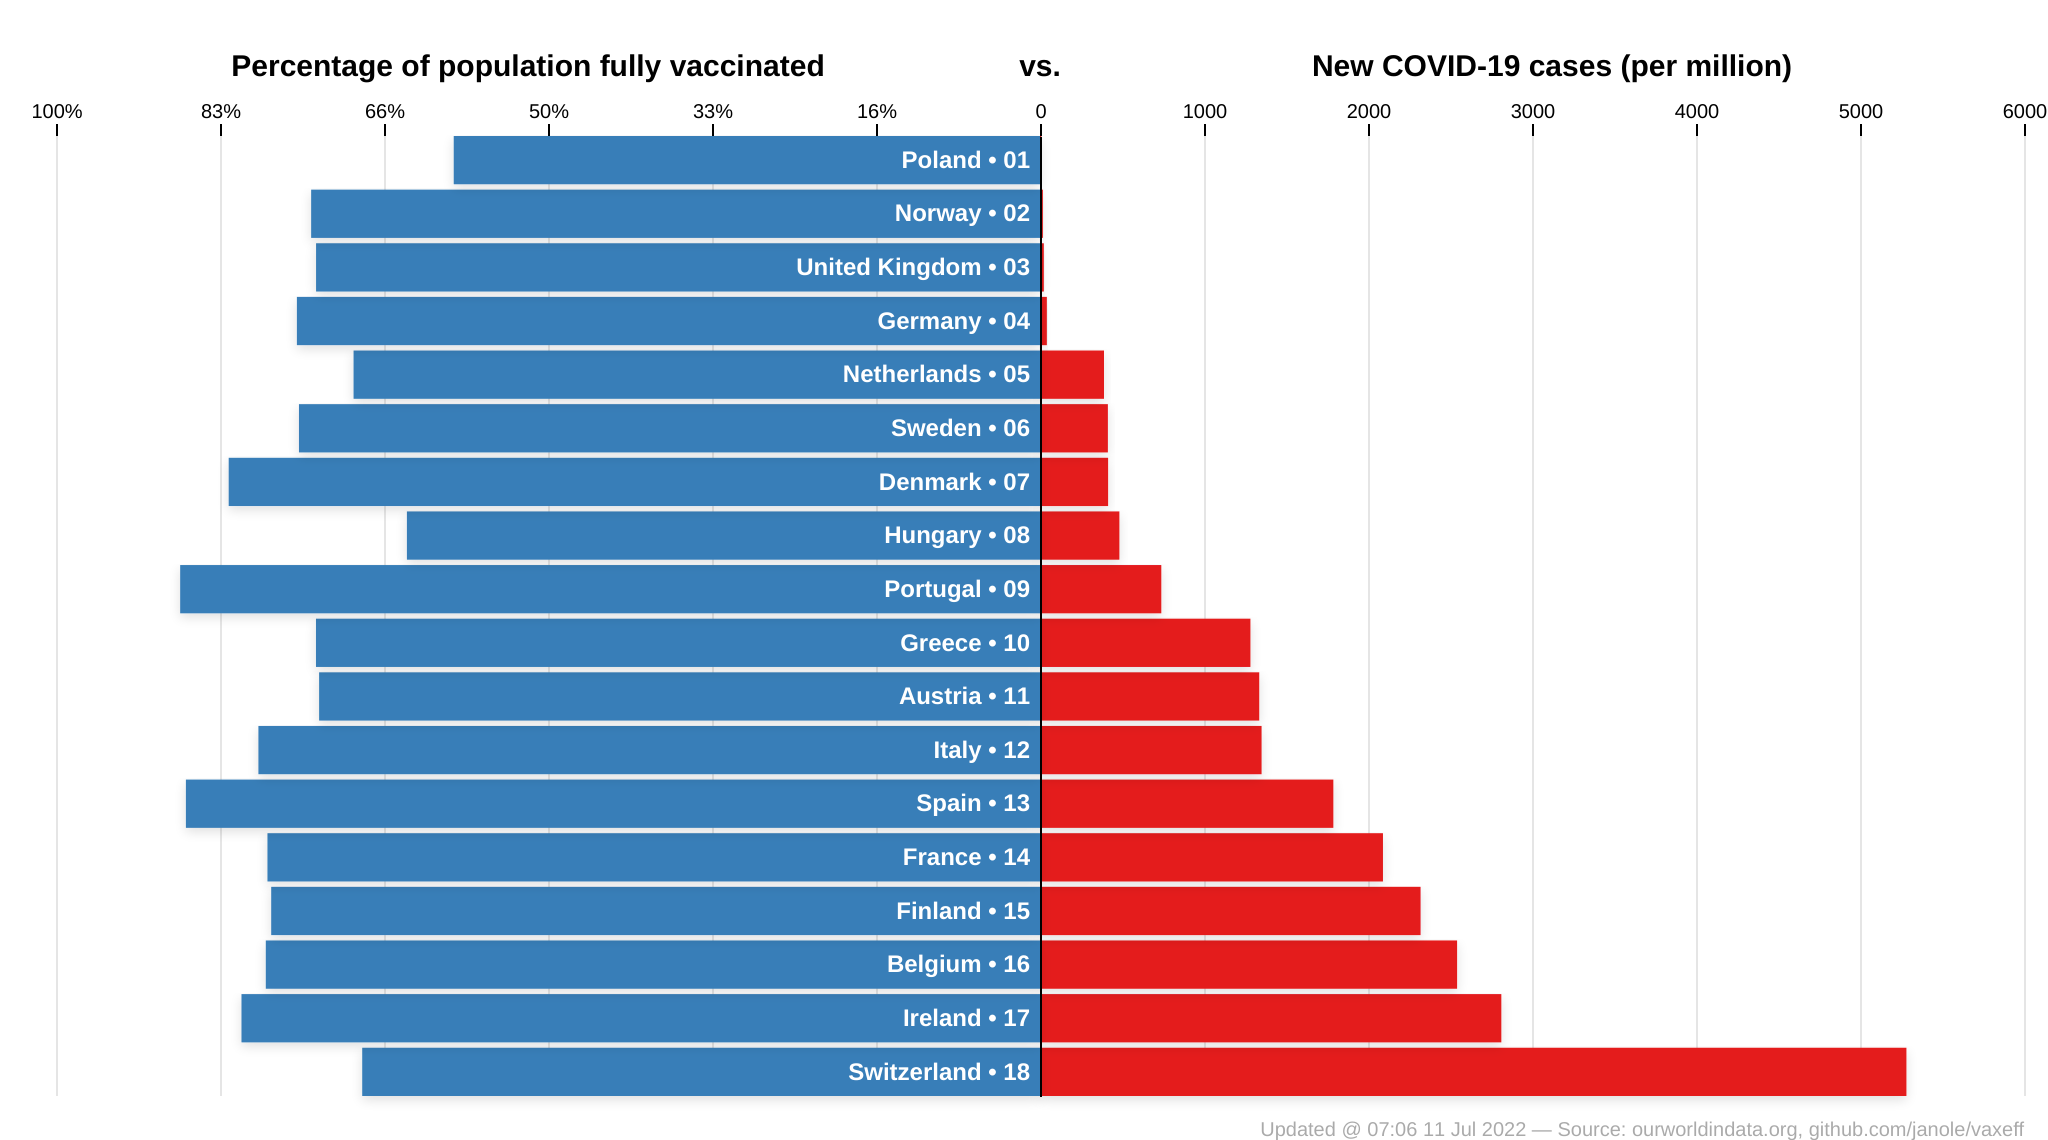 Percentage of population fully vaccinated vs. New COVID-19 cases (per million)
100% 83% 66% 50% 33% 16% 0 1000 2000 3000 4000 5000 6000
Poland • 01
Norway • 02
United Kingdom • 03
Germany • 04
Netherlands • 05
Sweden • 06
Denmark • 07
Hungary • 08
Portugal • 09
Greece • 10
Austria • 11
Italy • 12
Spain • 13
France • 14
Finland • 15
Belgium • 16
Ireland • 17
Switzerland • 18
Updated @ 07:06 11 Jul 2022 — Source: ourworldindata.org, github.com/janole/vaxeff